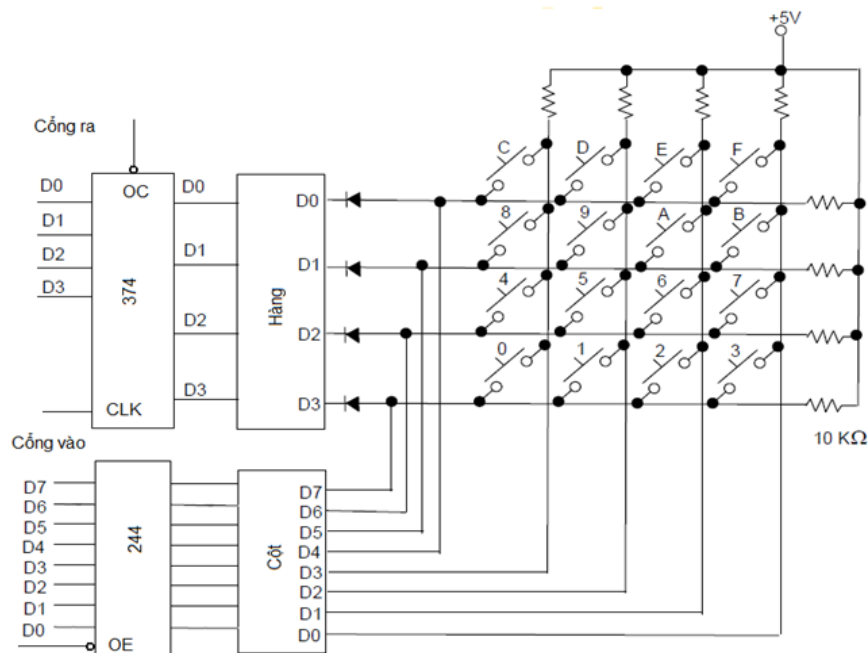 +5V
Cổng ra
D0
D1
D2
D3
OC
374
CLK
D0
D1
D2
D3
Hàng
D0
D1
D2
D3
C D E F
8 9 A B
4 5 6 7
0 1 2 3
10 KΩ
Cổng vào
D7
D6
D5
D4
D3
D2
D1
D0
244
OE
Cột
D7
D6
D5
D4
D3
D2
D1
D0